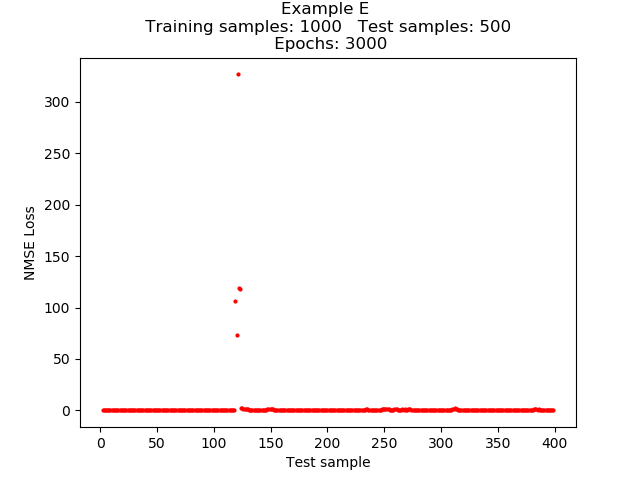 Example E
Training samples: 1000   Test samples: 500
Epochs: 3000
NMSE Loss
300
250
200
150
100
50
0
0 50 100 150 200 250 300 350 400
Test sample